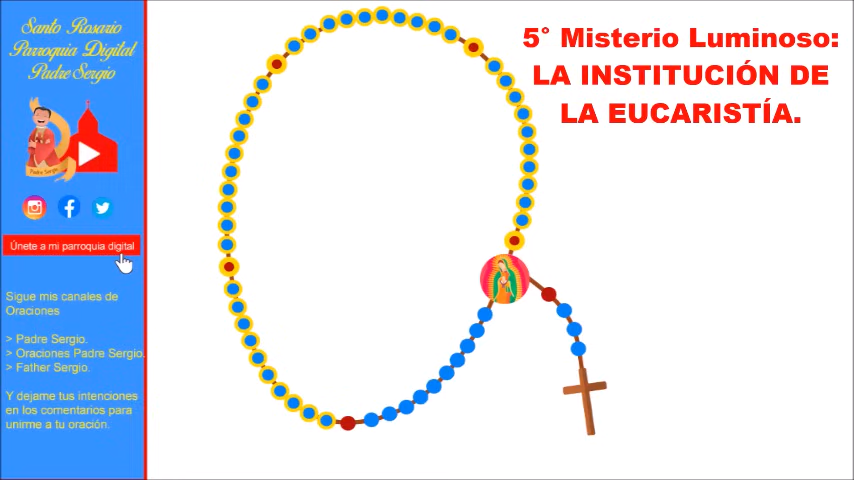 Santo Rosario
Parroquia Digital
Padre Sergio
Padre Sergio
Únete a mi parroquia digital
Sigue mis canales de
Oraciones
> Padre Sergio.
> Oraciones Padre Sergio.
> Father Sergio.
Y dejame tus intenciones
en los comentarios para
unirme a tu oración.
5° Misterio Luminoso:
LA INSTITUCIÓN DE
LA EUCARISTÍA.